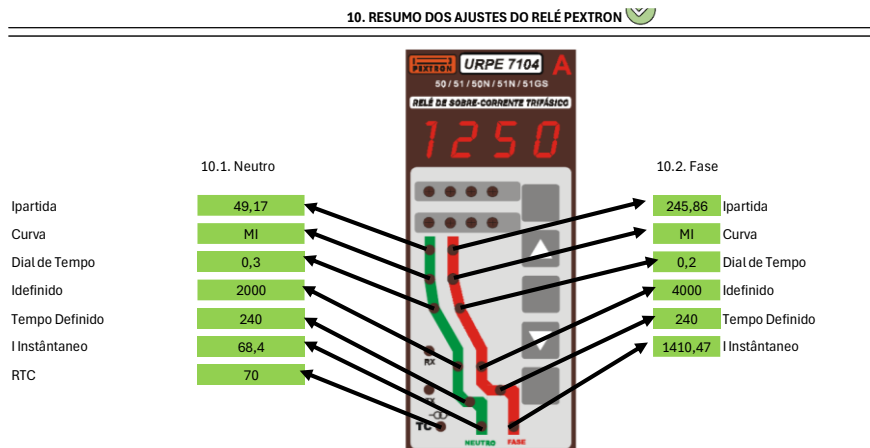 10. RESUMO DOS AJUSTES DO RELÉ PEXTRON
PEXTRON URPE 7104 A
50/51/50N/51N/51GS
RELÉ DE SOBRE-CORRENTE TRIFÁSICO
1250
10.1. Neutro
10.2. Fase
Ipartida 49,17 245,86 Ipartida
Curva MI MI Curva
Dial de Tempo 0,3 0,2 Dial de Tempo
Idefinido 2000 4000 Idefinido
Tempo Definido 240 240 Tempo Definido
I Instântaneo 68,4 1410,47 I Instântaneo
RX
RTC 70
TC
NEUTRO FASE